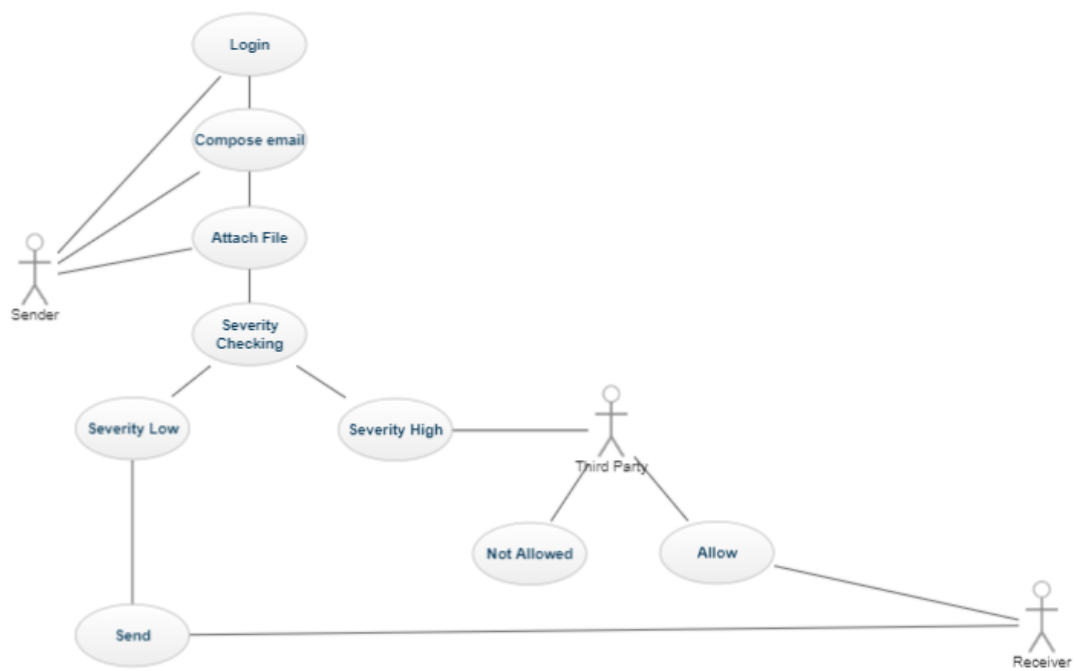 Login
Compose email
Attach File
Sender
Severity
Checking
Severity Low
Severity High
Third Party
Not Allowed
Allow
Send
Receiver